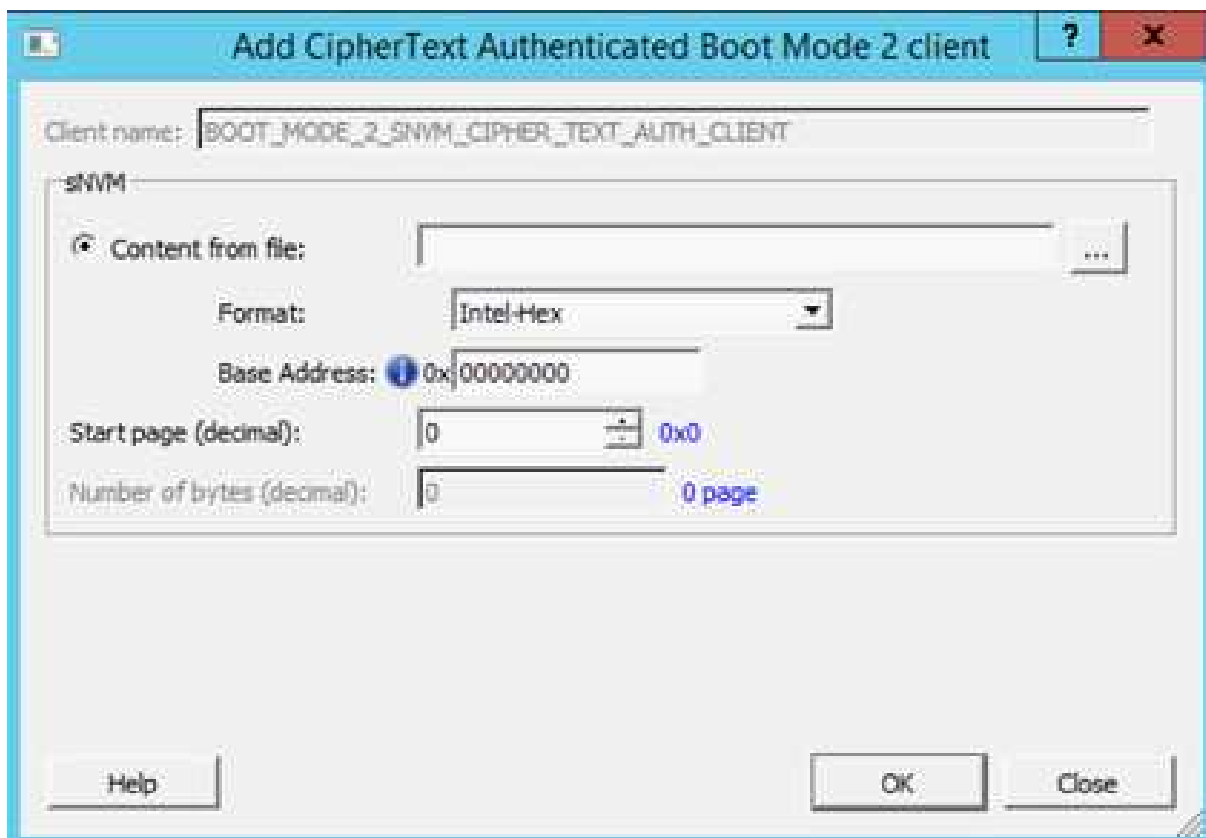 Add CipherText Authenticated Boot Mode 2 client ? x
Client name: BOOT_MODE_2_SNVM_CIPHER_TEXT_AUTH_CLIENT
sNVM
Content from file: ...
Format: Intel-Hex
Base Address: i 0x 00000000
Start page (decimal): 0 0x0
Number of bytes (decimal): 0 0 page
Help OK Close